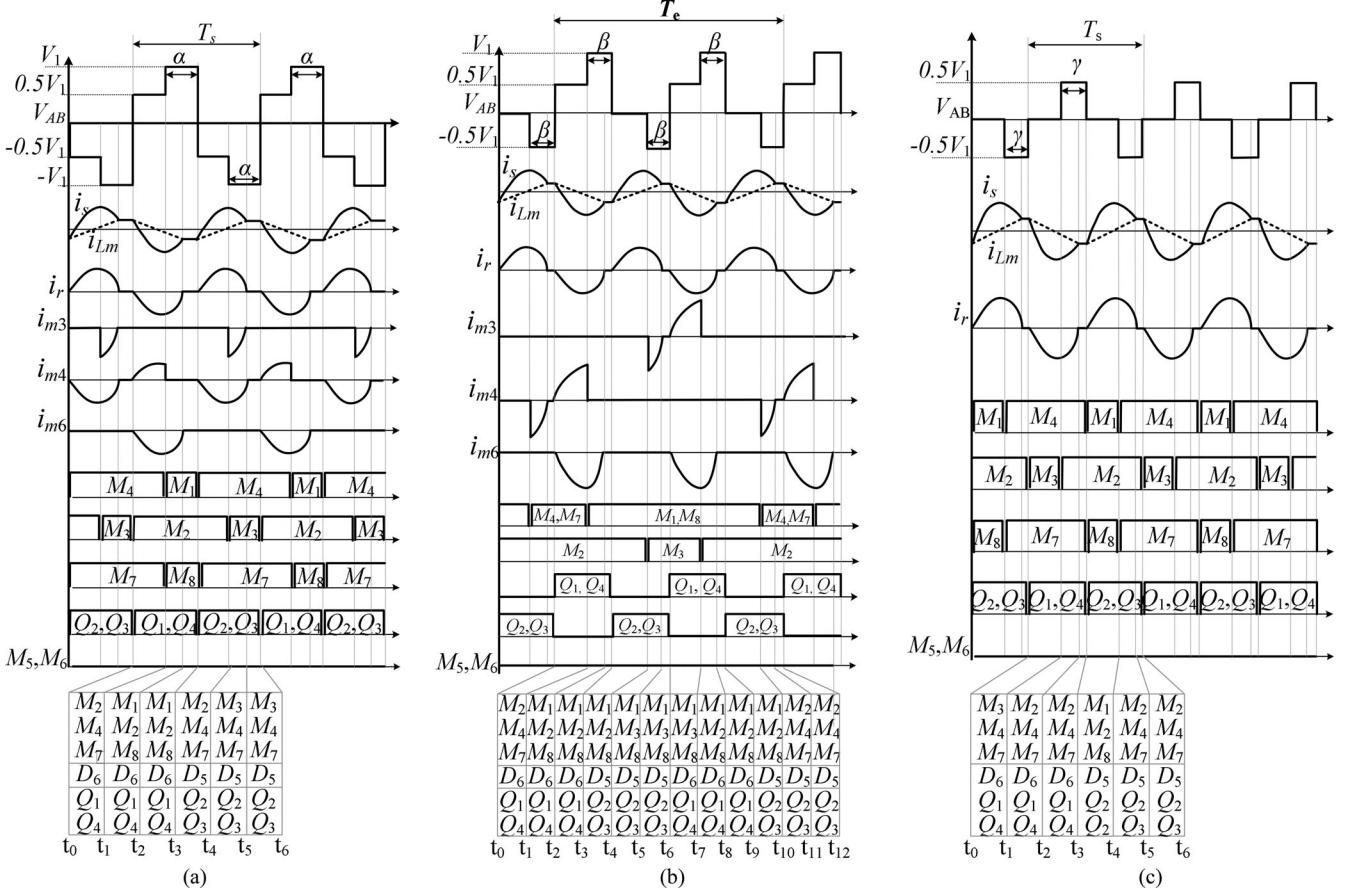 T_s
V_1
α
α
0.5V_1
V_AB
-0.5V_1
α
-V_1
i_s
i_Lm
i_r
i_m3
i_m4
i_m6
M_4 M_1 M_4 M_1 M_4
M_3 M_2 M_3 M_2 M_3
M_7 M_8 M_7 M_8 M_7
Q_2,Q_3 Q_1,Q_4 Q_2,Q_3 Q_1,Q_4 Q_2,Q_3
M_5,M_6
M_2 M_1 M_1 M_2 M_3 M_3
M_4 M_2 M_2 M_4 M_4 M_4
M_7 M_8 M_8 M_7 M_7 M_7
D_6 D_6 D_6 D_5 D_5 D_5
Q_1 Q_1 Q_1 Q_2 Q_2 Q_2
Q_4 Q_4 Q_4 Q_3 Q_3 Q_3
t_0 t_1 t_2 t_3 t_4 t_5 t_6
(a)
T_e
V_1
β
β
0.5V_1
V_AB
β
β
-0.5V_1
i_s
i_Lm
i_r
i_m3
i_m4
i_m6
M_4,M_7 M_1,M_8 M_4,M_7
M_2 M_3 M_2
Q_1, Q_4 Q_1, Q_4 Q_1, Q_4
Q_2,Q_3 Q_2,Q_3 Q_2,Q_3
M_5,M_6
M_2 M_1 M_1 M_1 M_1 M_1 M_1 M_1 M_1 M_1 M_2 M_2
M_4 M_2 M_2 M_2 M_3 M_3 M_3 M_2 M_2 M_2 M_4 M_4
M_7 M_8 M_8 M_8 M_8 M_8 M_8 M_8 M_8 M_8 M_7 M_7
D_6 D_6 D_6 D_5 D_5 D_5 D_6 D_6 D_6 D_5 D_5 D_5
Q_1 Q_1 Q_1 Q_2 Q_2 Q_2 Q_1 Q_1 Q_1 Q_2 Q_2 Q_2
Q_4 Q_4 Q_4 Q_3 Q_3 Q_3 Q_4 Q_4 Q_4 Q_3 Q_3 Q_3
t_0 t_1 t_2 t_3 t_4 t_5 t_6 t_7 t_8 t_9 t_10 t_11 t_12
(b)
T_s
0.5V_1
γ
V_AB
γ
-0.5V_1
i_s
i_Lm
i_r
M_1 M_4 M_1 M_4 M_1 M_4
M_2 M_3 M_2 M_3 M_2 M_3
M_8 M_7 M_8 M_7 M_8 M_7
Q_2,Q_3 Q_1,Q_4 Q_2,Q_3 Q_1,Q_4 Q_2,Q_3 Q_1,Q_4
M_5,M_6
M_3 M_2 M_2 M_1 M_2 M_2
M_4 M_4 M_4 M_2 M_4 M_4
M_7 M_7 M_7 M_8 M_7 M_7
D_6 D_6 D_6 D_5 D_5 D_5
Q_1 Q_1 Q_1 Q_2 Q_2 Q_2
Q_4 Q_4 Q_4 Q_2 Q_3 Q_3
t_0 t_1 t_2 t_3 t_4 t_5 t_6
(c)